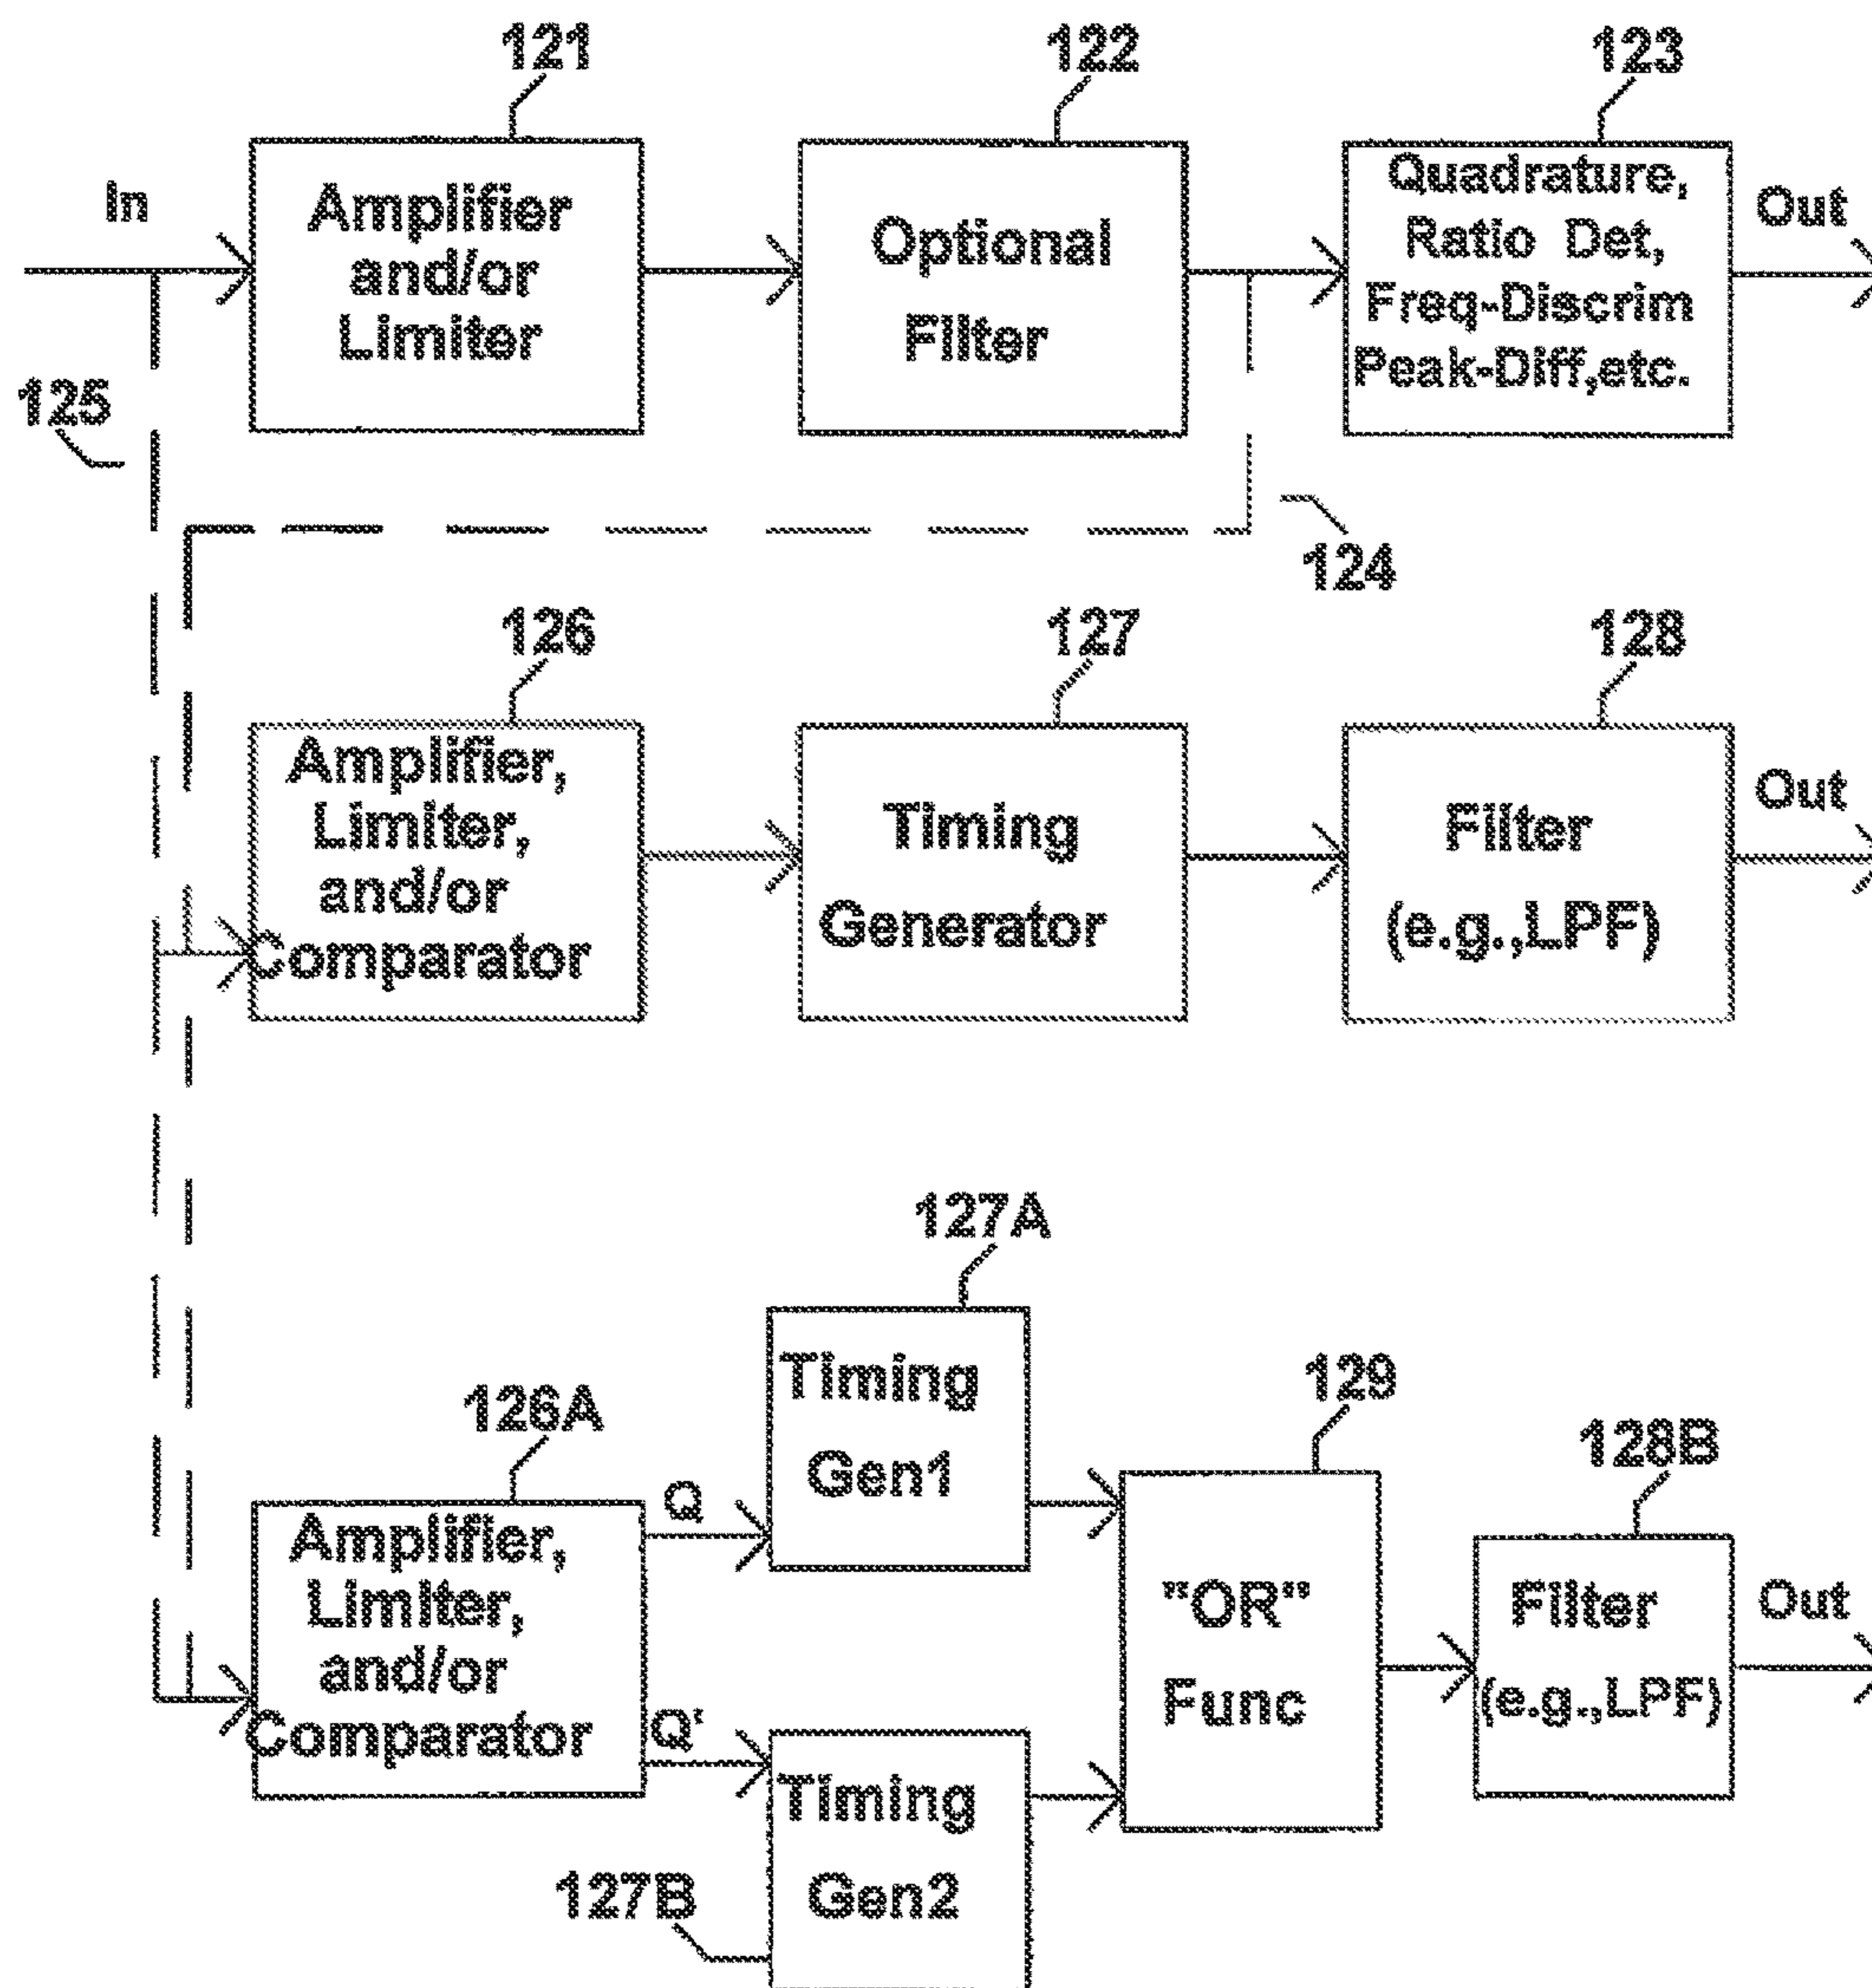 121
122
123
In
Amplifier
and/or
Limiter
Optional
Filter
Quadrature,
Ratio Det,
Freq-Discrim
Peak-Diff,etc.
Out
125
124
126
127
128
Amplifier,
Limiter,
and/or
Comparator
Timing
Generator
Filter
(e.g.,LPF)
Out
127A
Timing
Gen1
129
126A
128B
Q
Amplifier,
Limiter,
and/or
Comparator
Q'
"OR"
Func
Filter
(e.g.,LPF)
Out
Timing
Gen2
127B